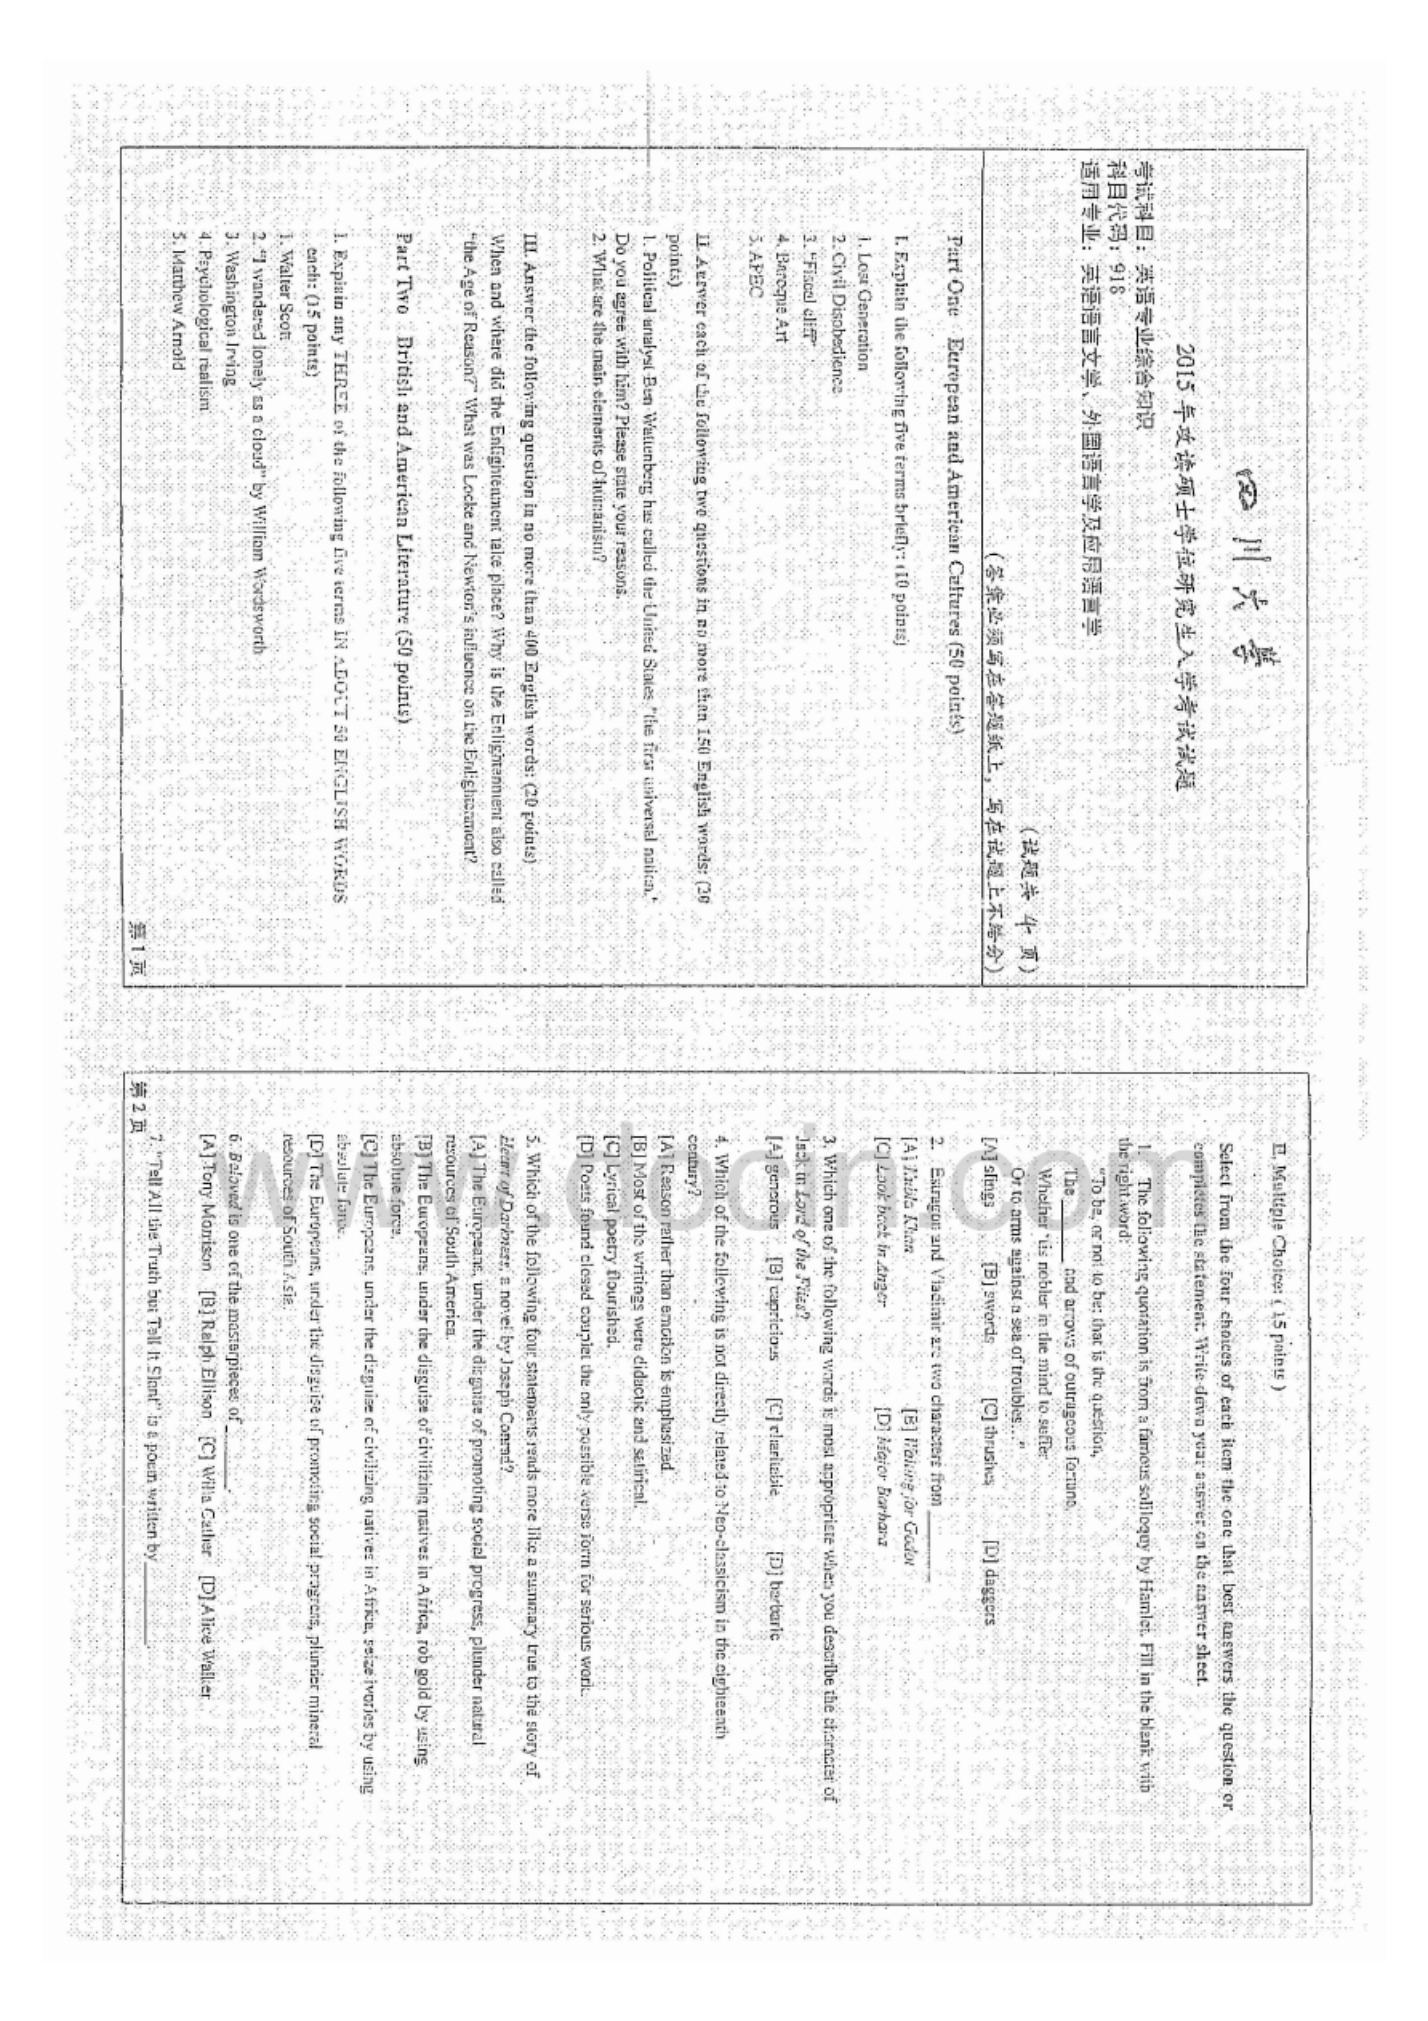 四川大学
2015年攻读硕士学位研究生入学考试试题
考试科目：英语专业综合知识
科目代码：918
适用专业：英语语言文学、外国语言学及应用语言学
（试题共 4 页）
（答案必须写在答题纸上，写在试题上不给分）
Part One European and American Cultures (50 points)
I. Explain the following five terms briefly: (10 points)
1. Lost Generation
2. Civil Disobedience
3. "Fiscal cliff"
4. Baroque Art
5. APEC
II. Answer each of the following two questions in no more than 150 English words: (20
points)
1. Political analyst Ben Wattenberg has called the United States "the first universal nation."
Do you agree with him? Please state your reasons.
2. What are the main elements of humanism?
III. Answer the following question in no more than 400 English words: (20 points)
When and where did the Enlightenment take place? Why is the Enlightenment also called
"the Age of Reason?" What was Locke and Newton's influence on the Enlightenment?
Part Two British and American Literature (50 points)
I. Explain any THREE of the following five terms IN ABOUT 50 ENGLISH WORDS
each: (15 points)
1. Walter Scott
2. "I wandered lonely as a cloud" by William Wordsworth
3. Washington Irving
4. Psychological realism
5. Matthew Arnold
第 1 页
II. Multiple Choice: ( 15 points )
Select from the four choices of each item the one that best answers the question or
completes the statement. Write down your answer on the answer sheet.
1. The following quotation is from a famous soliloquy by Hamlet. Fill in the blank with
the right word:
"To be, or not to be: that is the question,
Whether 'tis nobler in the mind to suffer
The ______ and arrows of outrageous fortune,
Or to arms against a sea of troubles...."
[A] slings [B] swords [C] thrushes [D] daggers
2. Estragon and Vladimir are two characters from ______
[A] Kubla Khan [B] Waiting for Godot
[C] Look back in Anger [D] Major Barbara
3. Which one of the following words is most appropriate when you describe the character of
Jack in Lord of the Flies?
[A] generous [B] capricious [C] charitable [D] barbaric
4. Which of the following is not directly related to Neo-classicism in the eighteenth
century?
[A] Reason rather than emotion is emphasized.
[B] Most of the writings were didactic and satirical.
[C] Lyrical poetry flourished.
[D] Poets found closed couplet the only possible verse form for serious work.
5. Which of the following four statements reads more like a summary true to the story of
Heart of Darkness, a novel by Joseph Conrad?
[A] The Europeans, under the disguise of promoting social progress, plunder natural
resources of South America.
[B] The Europeans, under the disguise of civilizing natives in Africa, rob gold by using
absolute force.
[C] The Europeans, under the disguise of civilizing natives in Africa, seize ivories by using
absolute force.
[D] The Europeans, under the disguise of promoting social progress, plunder mineral
resources of South Asia.
6. Beloved is one of the masterpieces of ______
[A] Tony Morrison [B] Ralph Ellison [C] Willa Cather [D] Alice Walker
7. "Tell All the Truth but Tell It Slant" is a poem written by ______
第 2 页